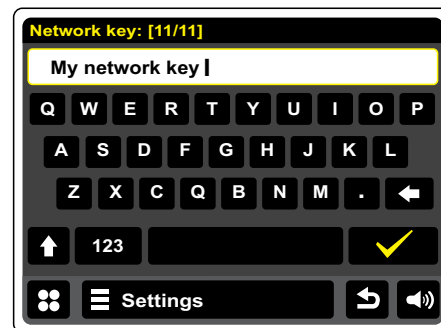 Network key: [11/11]
My network key
Q W E R T Y U I O P
A S D F G H J K L
Z X C Q B N M .
123
Settings